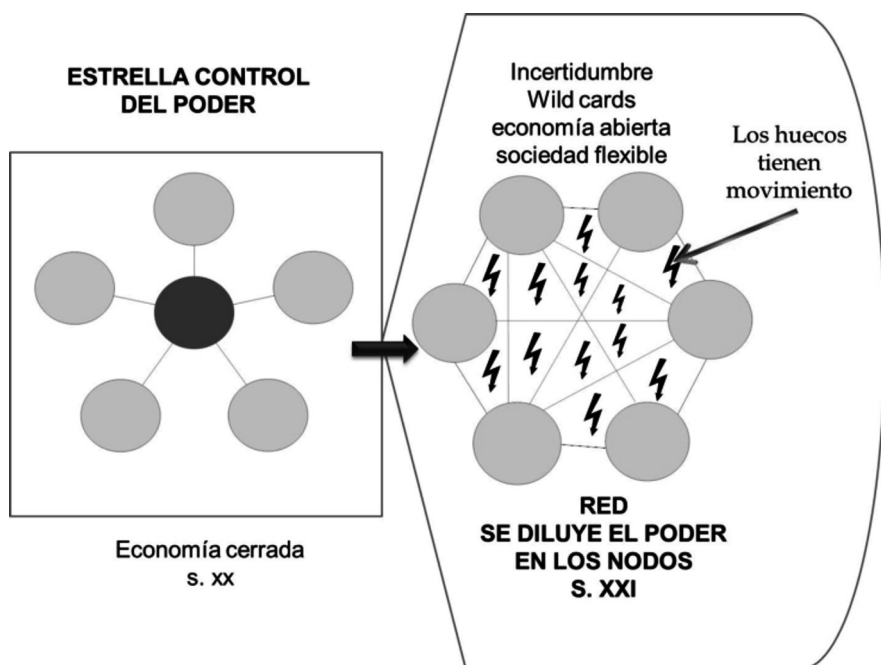 ESTRELLA CONTROL
DEL PODER
Economía cerrada
s. XX
Incertidumbre
Wild cards
economía abierta
sociedad flexible
Los huecos
tienen
movimiento
RED
SE DILUYE EL PODER
EN LOS NODOS
S. XXI